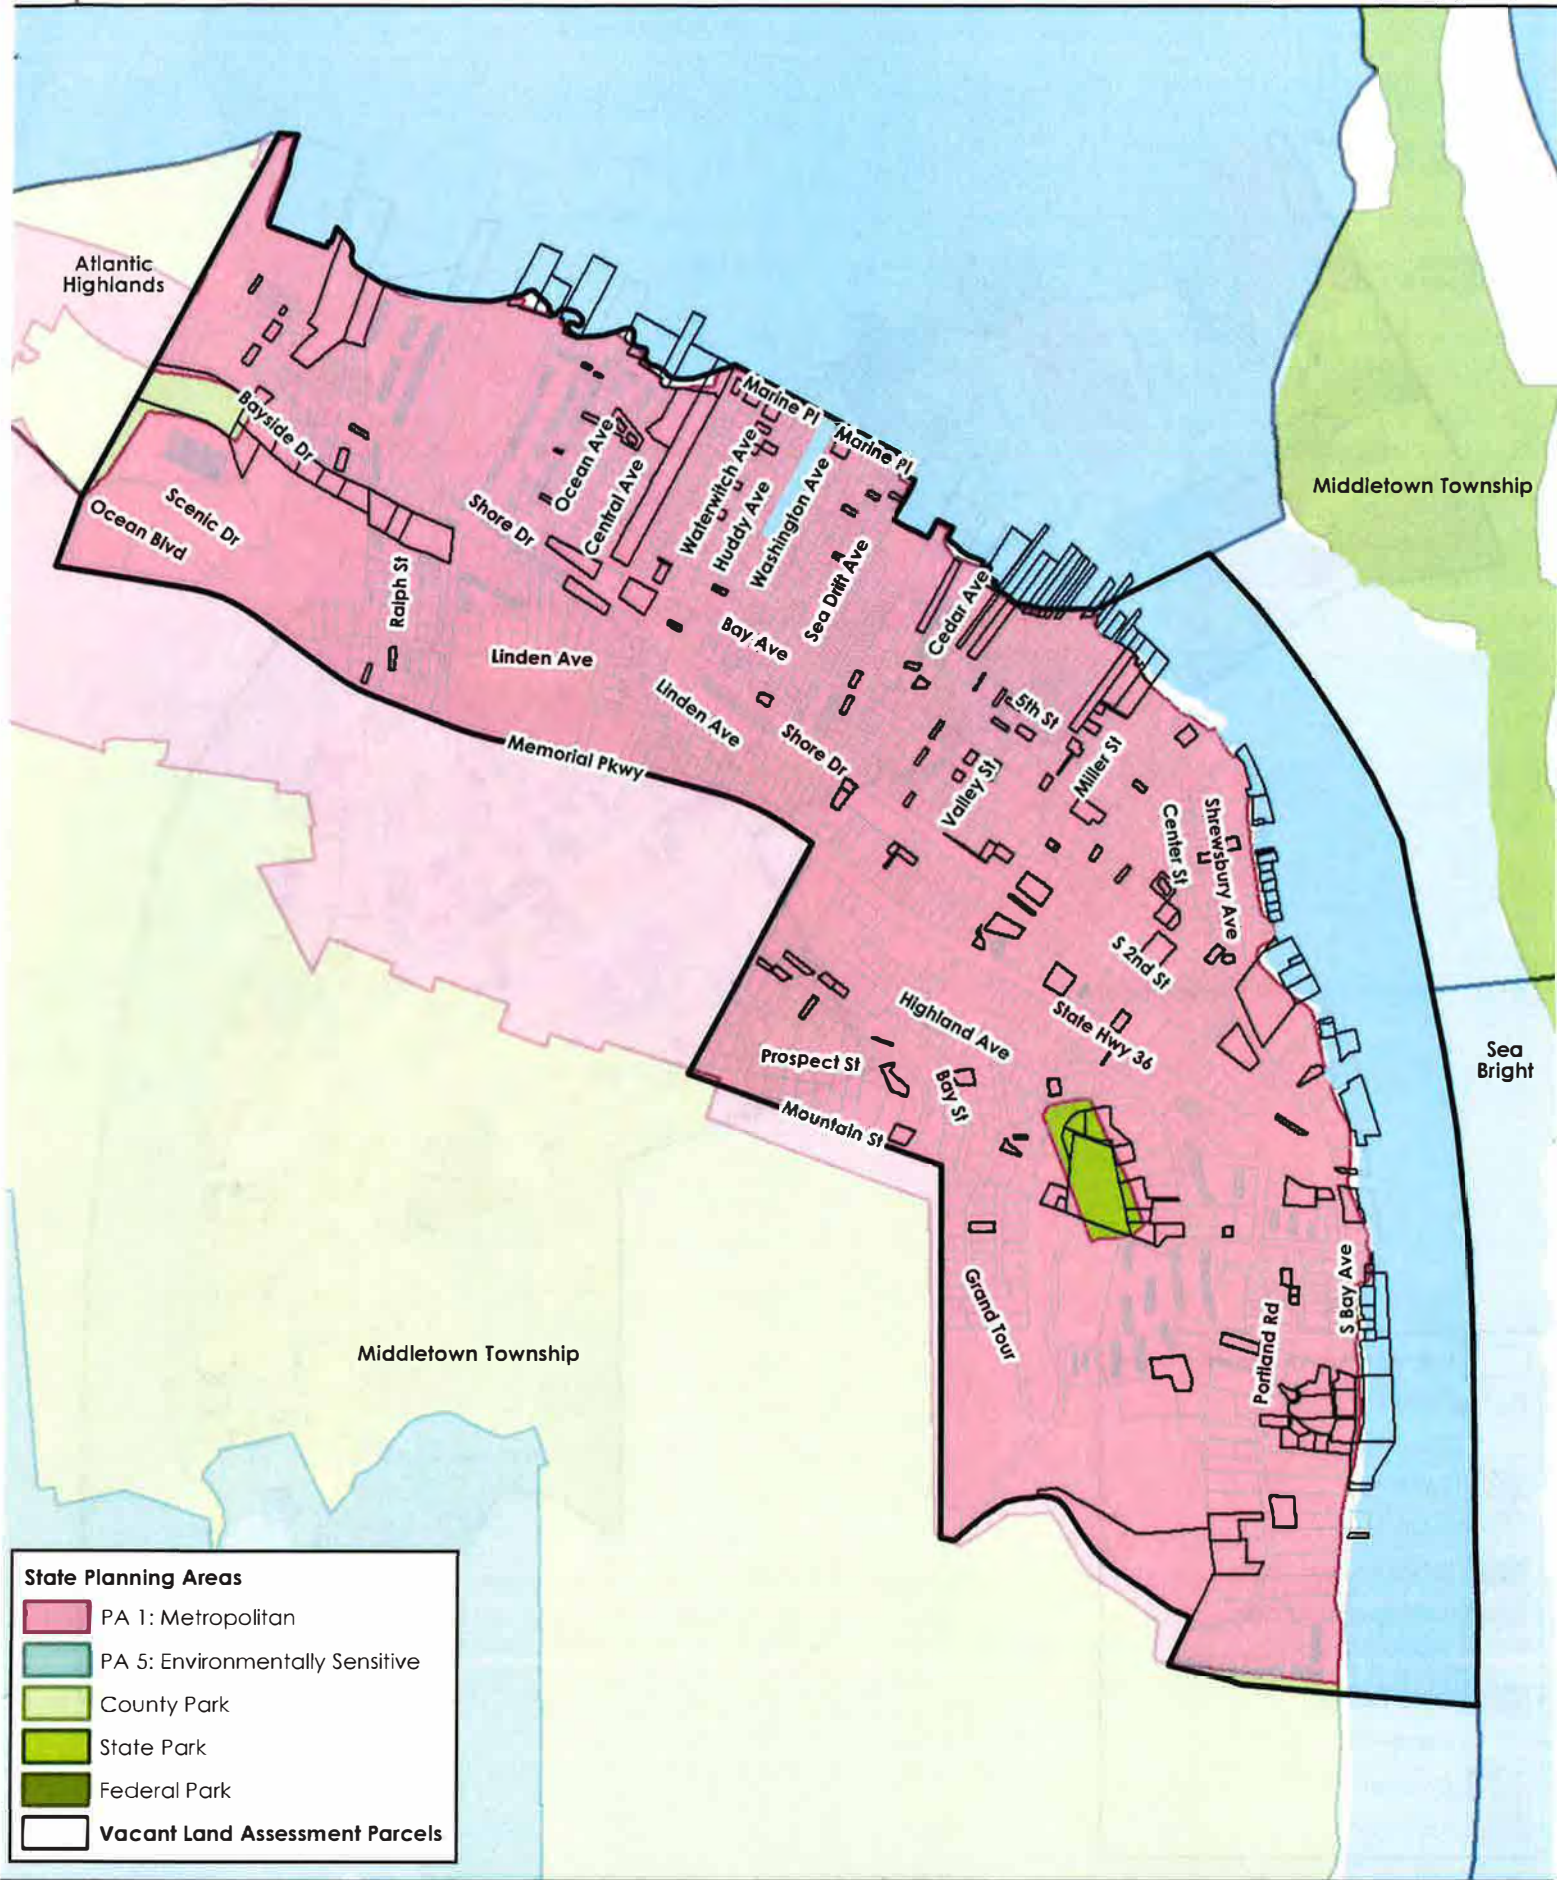 Atlantic
Highlands
Marine Pl
Marine Pl
Bayside Dr
Ocean Ave
Central Ave
Waterwitch Ave
Huddy Ave
Washington Ave
Middletown Township
Scenic Dr
Ocean Blvd
Shore Dr
Ralph St
Sea Drift Ave
Cedar Ave
Bay Ave
Linden Ave
Linden Ave
5th St
Memorial Pkwy
Shore Dr
Miller St
Valley St
Center St
Shrewsbury Ave
S 2nd St
Highland Ave
State Hwy 36
Sea
Bright
Prospect St
Bay St
Mountain St
Grand Tour
S Bay Ave
Portland Rd
Middletown Township
State Planning Areas
PA 1: Metropolitan
PA 5: Environmentally Sensitive
County Park
State Park
Federal Park
Vacant Land Assessment Parcels